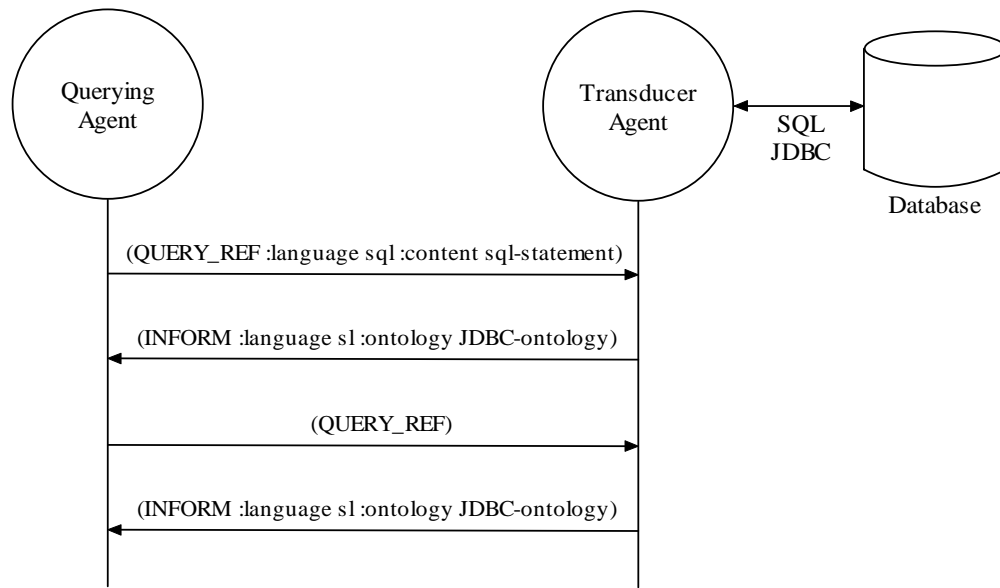 Querying
Agent
Transducer
Agent
SQL
JDBC
Database
(QUERY_REF :language sql :content sql-statement)
(INFORM :language sl :ontology JDBC-ontology)
(QUERY_REF)
(INFORM :language sl :ontology JDBC-ontology)